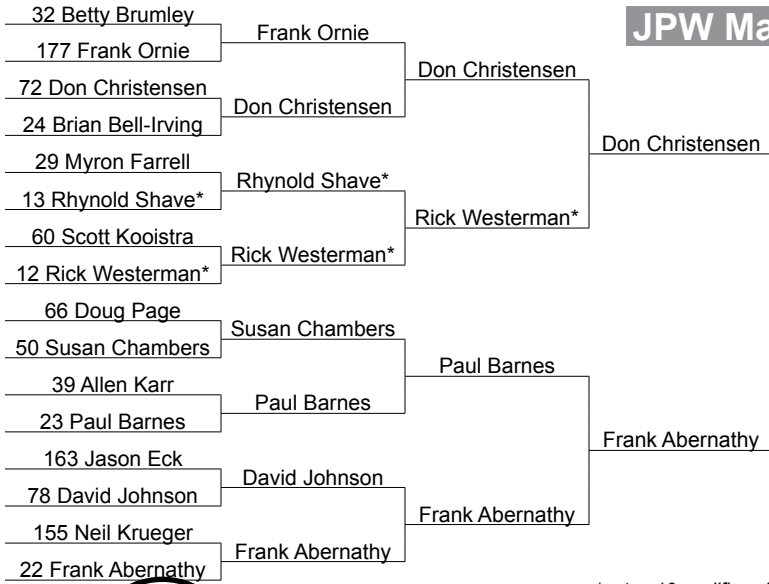 32 Betty Brumley
177 Frank Ornie
72 Don Christensen
24 Brian Bell-Irving
29 Myron Farrell
13 Rhynold Shave*
60 Scott Kooistra
12 Rick Westerman*
66 Doug Page
50 Susan Chambers
39 Allen Karr
23 Paul Barnes
163 Jason Eck
78 David Johnson
155 Neil Krueger
22 Frank Abernathy
Frank Ornie
Don Christensen
Rhynold Shave*
Rick Westerman*
Susan Chambers
Paul Barnes
David Johnson
Frank Abernathy
Don Christensen
Rick Westerman*
Paul Barnes
Frank Abernathy
Don Christensen
Frank Abernathy
JPW Ma